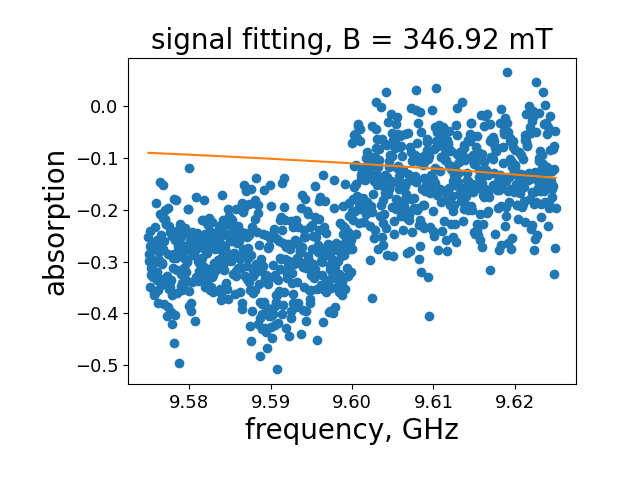 signal fitting, B = 346.92 mT
absorption
0.0
−0.1
−0.2
−0.3
−0.4
−0.5
9.58 9.59 9.60 9.61 9.62
frequency, GHz